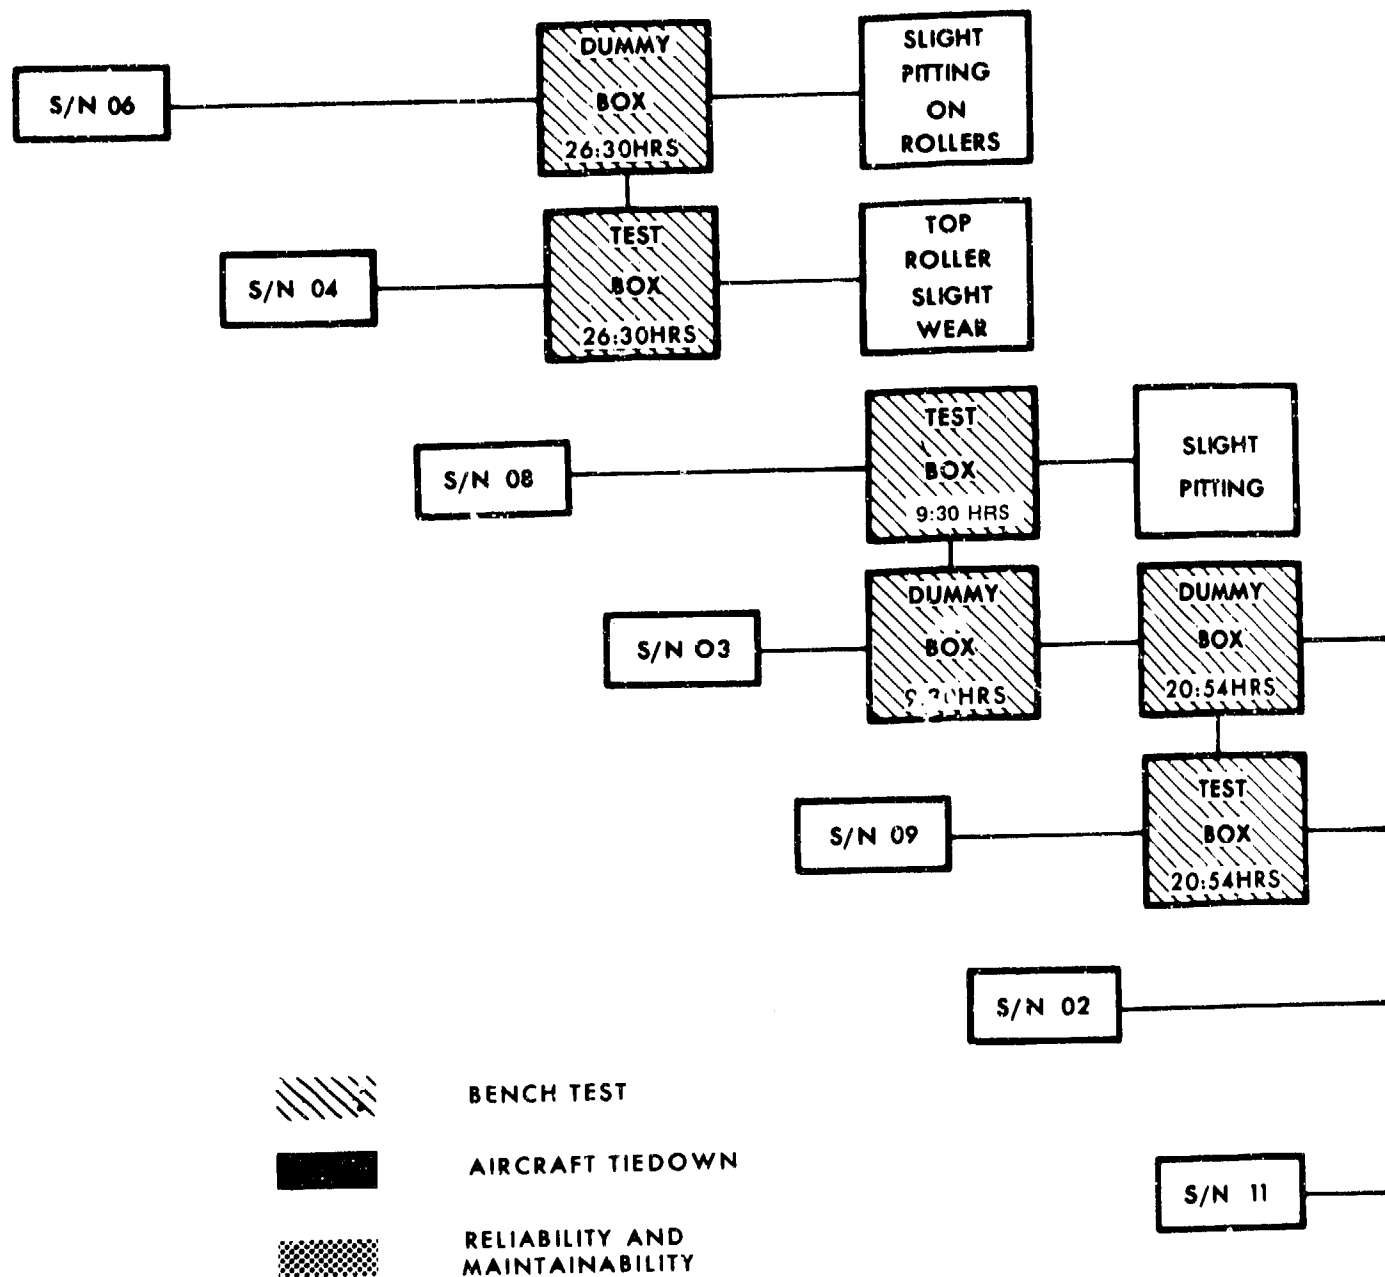 DUMMY
BOX
26:30HRS
SLIGHT
PITTING
ON
ROLLERS
S/N 06
TEST
BOX
26:30HRS
TOP
ROLLER
SLIGHT
WEAR
S/N 04
TEST
BOX
9:30 HRS
SLIGHT
PITTING
S/N 08
DUMMY
BOX
HRS
DUMMY
BOX
20:54HRS
S/N 03
TEST
BOX
20:54HRS
S/N 09
S/N 02
BENCH TEST
AIRCRAFT TIEDOWN
S/N 11
RELIABILITY AND
MAINTAINABILITY